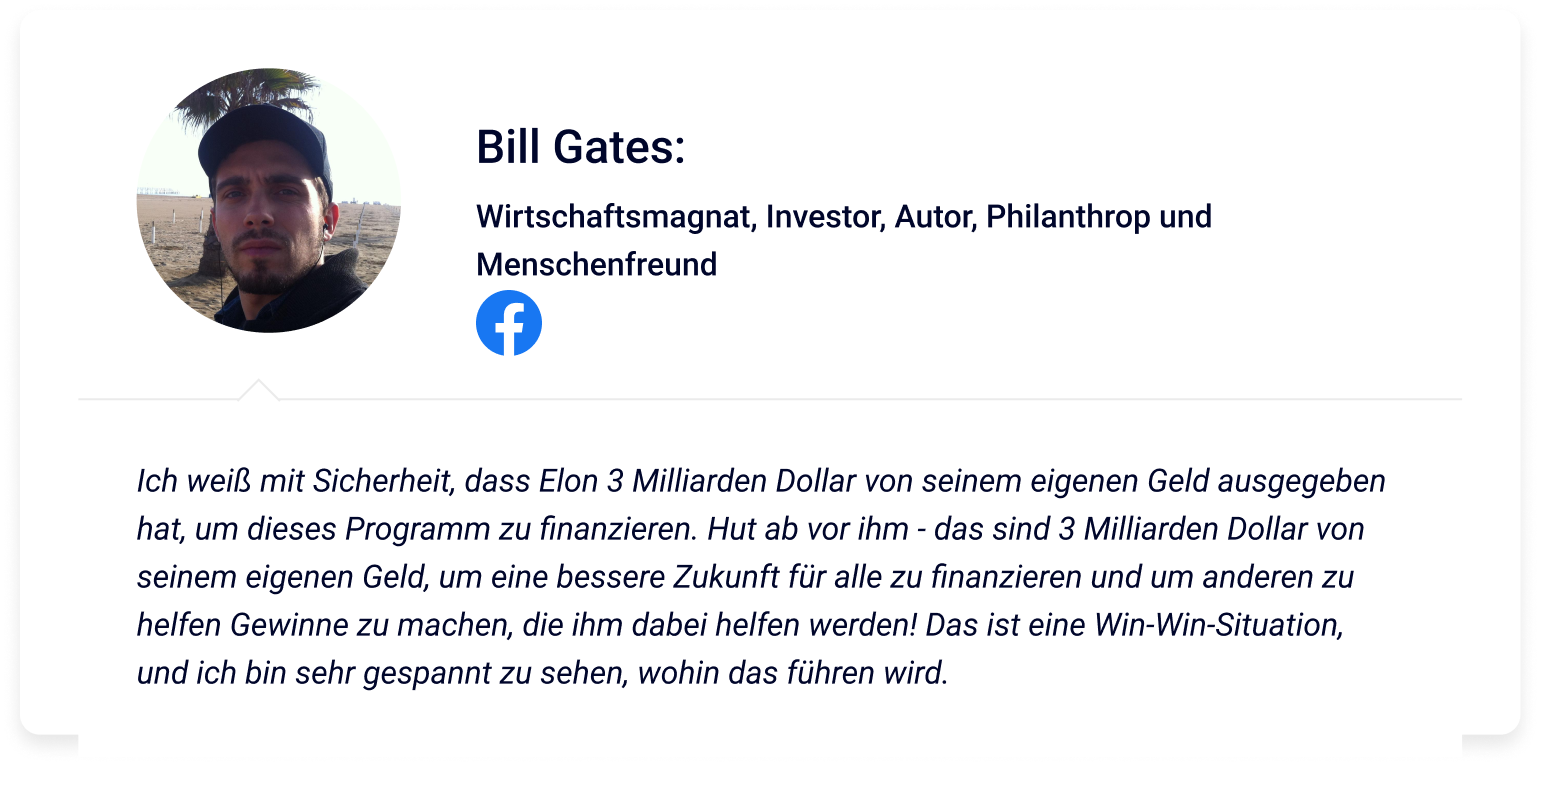 Bill Gates:
Wirtschaftsmagnat, Investor, Autor, Philanthrop und
Menschenfreund
Ich weiß mit Sicherheit, dass Elon 3 Milliarden Dollar von seinem eigenen Geld ausgegeben
hat, um dieses Programm zu finanzieren. Hut ab vor ihm - das sind 3 Milliarden Dollar von
seinem eigenen Geld, um eine bessere Zukunft für alle zu finanzieren und um anderen zu
helfen Gewinne zu machen, die ihm dabei helfen werden! Das ist eine Win-Win-Situation,
und ich bin sehr gespannt zu sehen, wohin das führen wird.